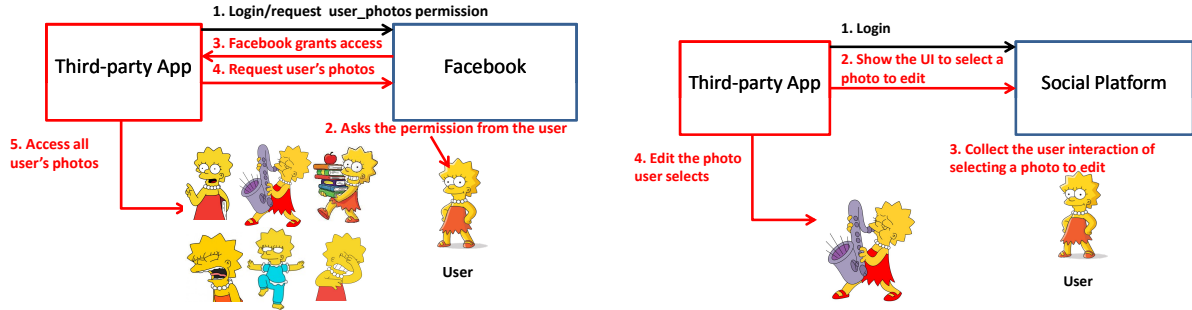 1. Login/request user_photos permission
3. Facebook grants access
Third-party App
4. Request user's photos
Facebook
2. Asks the permission from the user
5. Access all
user's photos
User
1. Login
2. Show the UI to select a
photo to edit
Third-party App
Social Platform
3. Collect the user interaction of
selecting a photo to edit
4. Edit the photo
user selects
User